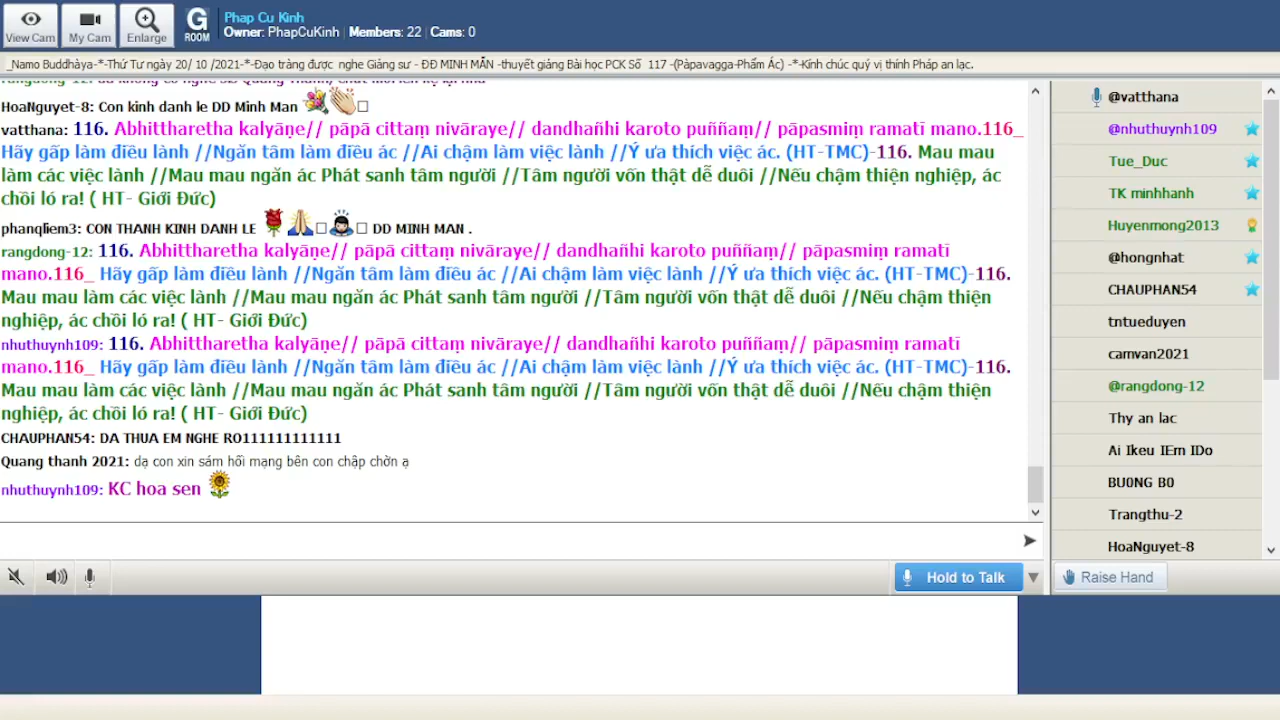 View Cam
My Cam
Enlarge
G
ROOM
Phap Cu Kinh
Owner: PhapCuKinh | Members: 22 | Cams: 0
_Namo Buddhàya-*-Thứ Tư ngày 20/ 10 /2021-*-Đạo tràng được nghe Giảng sư - ĐĐ MINH MẪN -thuyết giảng Bài học PCK Số 117 -(Pàpavagga-Phẩm Ác) -*-Kính chúc quý vị thính Pháp an lạc.
HoaNguyet-8: Con kinh danh le DD Minh Man
vatthana: 116. Abhittharetha kalyāṇe// pāpā cittaṃ nivāraye// dandhañhi karoto puññaṃ// pāpasmiṃ ramatī mano.116_
Hãy gấp làm điều lành //Ngăn tâm làm điều ác //Ai chậm làm việc lành //Ý ưa thích việc ác. (HT-TMC)-116. Mau mau
làm các việc lành //Mau mau ngăn ác Phát sanh tâm người //Tâm người vốn thật dễ duôi //Nếu chậm thiện nghiệp, ác
chồi ló ra! ( HT- Giới Đức)
phanqliem3: CON THANH KINH DANH LE DD MINH MAN .
rangdong-12: 116. Abhittharetha kalyāṇe// pāpā cittaṃ nivāraye// dandhañhi karoto puññaṃ// pāpasmiṃ ramatī
mano.116_ Hãy gấp làm điều lành //Ngăn tâm làm điều ác //Ai chậm làm việc lành //Ý ưa thích việc ác. (HT-TMC)-116.
Mau mau làm các việc lành //Mau mau ngăn ác Phát sanh tâm người //Tâm người vốn thật dễ duôi //Nếu chậm thiện
nghiệp, ác chồi ló ra! ( HT- Giới Đức)
nhuthuynh109: 116. Abhittharetha kalyāṇe// pāpā cittaṃ nivāraye// dandhañhi karoto puññaṃ// pāpasmiṃ ramatī
mano.116_ Hãy gấp làm điều lành //Ngăn tâm làm điều ác //Ai chậm làm việc lành //Ý ưa thích việc ác. (HT-TMC)-116.
Mau mau làm các việc lành //Mau mau ngăn ác Phát sanh tâm người //Tâm người vốn thật dễ duôi //Nếu chậm thiện
nghiệp, ác chồi ló ra! ( HT- Giới Đức)
CHAUPHAN54: DA THUA EM NGHE RO111111111111
Quang thanh 2021: dạ con xin sám hối mạng bên con chập chờn ạ
nhuthuynh109: KC hoa sen
Hold to Talk
@vatthana
@nhuthuynh109
Tue_Duc
TK minhhanh
Huyenmong2013
@hongnhat
CHAUPHAN54
tntueduyen
camvan2021
@rangdong-12
Thy an lac
Ai Ikeu IEm IDo
BU0NG B0
Trangthu-2
HoaNguyet-8
Raise Hand